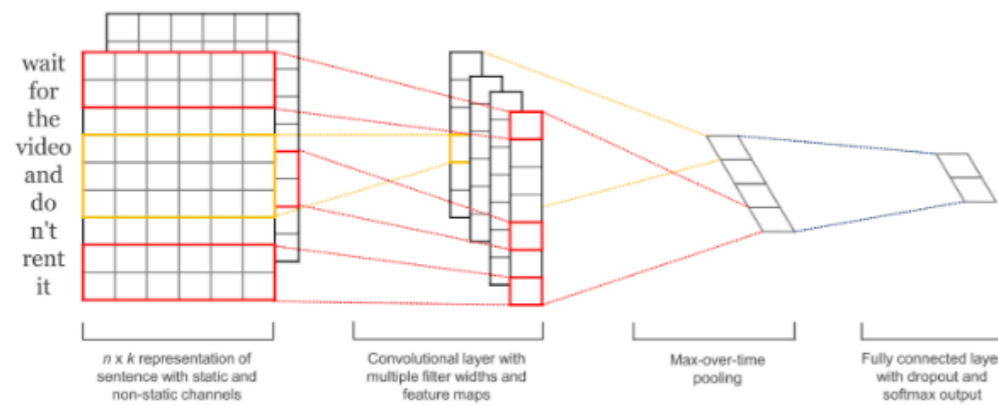 wait
for
the
video
and
do
n't
rent
it
n x k representation of
sentence with static and
non-static channels
Convolutional layer with
multiple filter widths and
feature maps
Max-over-time
pooling
Fully connected laye
with dropout and
softmax output